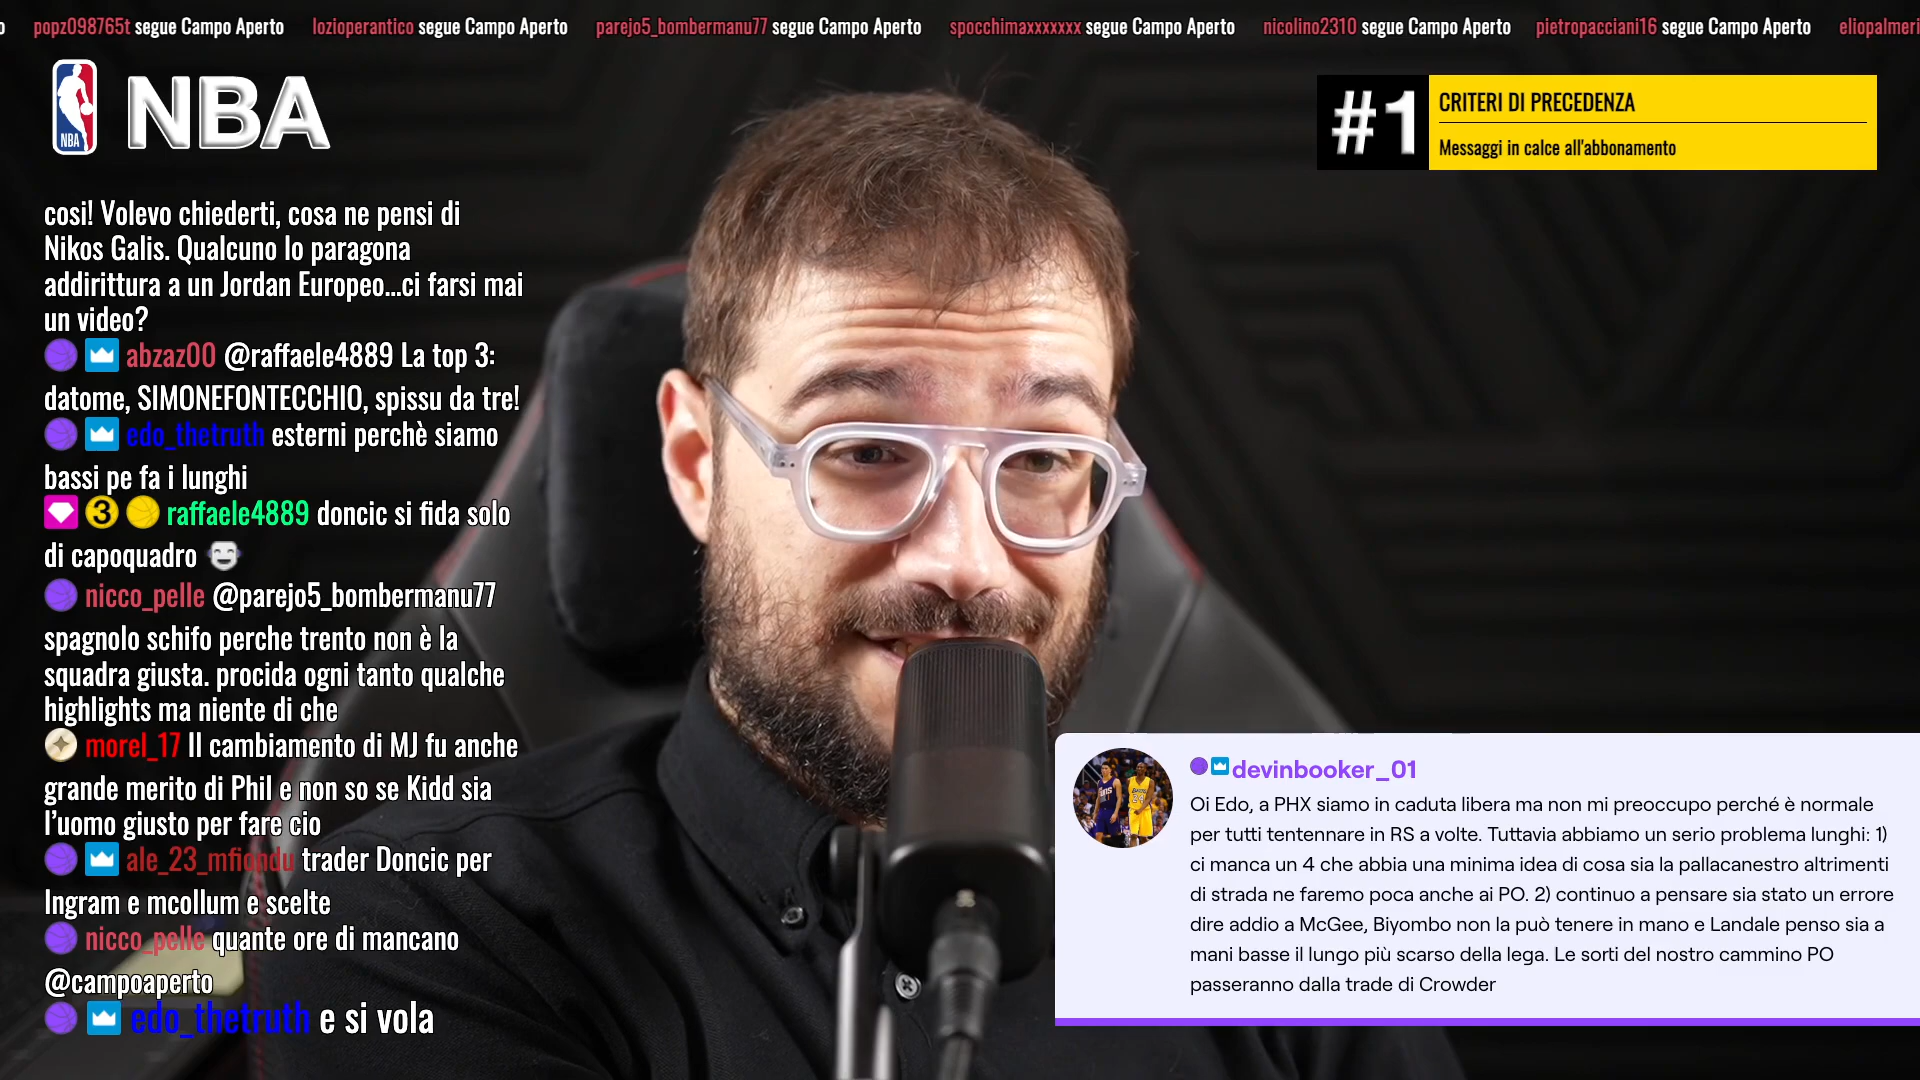 popz098765t segue Campo Aperto lozioperantico segue Campo Aperto parejo5_bombermanu77 segue Campo Aperto spocchimaxxxxxxx segue Campo Aperto nicolino2310 segue Campo Aperto pietropacciani16 segue Campo Aperto eliopalmeri
NBA NBA
#1 CRITERI DI PRECEDENZA
Messaggi in calce all'abbonamento
cosi! Volevo chiederti, cosa ne pensi di
Nikos Galis. Qualcuno lo paragona
addirittura a un Jordan Europeo...ci farsi mai
un video?
abzaz00 @raffaele4889 La top 3:
datome, SIMONEFONTECCHIO, spissu da tre!
edo_thetruth esterni perchè siamo
bassi pe fa i lunghi
3 raffaele4889 doncic si fida solo
di capoquadro
nicco_pelle @parejo5_bombermanu77
spagnolo schifo perche trento non è la
squadra giusta. procida ogni tanto qualche
highlights ma niente di che
morel_17 Il cambiamento di MJ fu anche
grande merito di Phil e non so se Kidd sia
l'uomo giusto per fare cio
ale_23_mfiondu trader Doncic per
Ingram e mcollum e scelte
nicco_pelle quante ore di mancano
@campoaperto
edo_thetruth e si vola
devinbooker_01
Oi Edo, a PHX siamo in caduta libera ma non mi preoccupo perché è normale
per tutti tentennare in RS a volte. Tuttavia abbiamo un serio problema lunghi: 1)
ci manca un 4 che abbia una minima idea di cosa sia la pallacanestro altrimenti
di strada ne faremo poca anche ai PO. 2) continuo a pensare sia stato un errore
dire addio a McGee, Biyombo non la può tenere in mano e Landale penso sia a
mani basse il lungo più scarso della lega. Le sorti del nostro cammino PO
passeranno dalla trade di Crowder